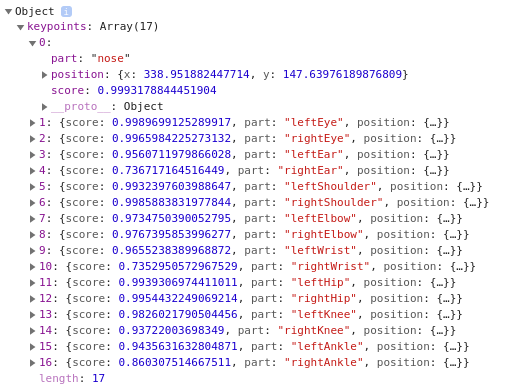 Object i
keypoints: Array(17)
0:
part: "nose"
position: {x: 338.951882447714, y: 147.63976189876809}
score: 0.9993178844451904
__proto__: Object
1: {score: 0.9989699125289917, part: "leftEye", position: {…}}
2: {score: 0.9965984225273132, part: "rightEye", position: {…}}
3: {score: 0.9560711979866028, part: "leftEar", position: {…}}
4: {score: 0.736717164516449, part: "rightEar", position: {…}}
5: {score: 0.9932397603988647, part: "leftShoulder", position: {…}}
6: {score: 0.9985883831977844, part: "rightShoulder", position: {…}}
7: {score: 0.9734750390052795, part: "leftElbow", position: {…}}
8: {score: 0.9767395853996277, part: "rightElbow", position: {…}}
9: {score: 0.9655238389968872, part: "leftWrist", position: {…}}
10: {score: 0.7352950572967529, part: "rightWrist", position: {…}}
11: {score: 0.9939306974411011, part: "leftHip", position: {…}}
12: {score: 0.9954432249069214, part: "rightHip", position: {…}}
13: {score: 0.9826021790504456, part: "leftKnee", position: {…}}
14: {score: 0.93722003698349, part: "rightKnee", position: {…}}
15: {score: 0.9435631632804871, part: "leftAnkle", position: {…}}
16: {score: 0.860307514667511, part: "rightAnkle", position: {…}}
length: 17